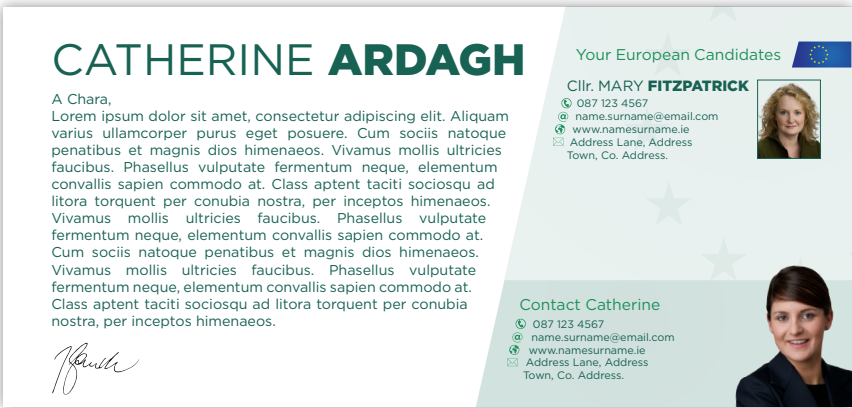 CATHERINE ARDAGH
A Chara,
Lorem ipsum dolor sit amet, consectetur adipiscing elit. Aliquam
varius ullamcorper purus eget posuere. Cum sociis natoque
penatibus et magnis dios himenaeos. Vivamus mollis ultricies
faucibus. Phasellus vulputate fermentum neque, elementum
convallis sapien commodo at. Class aptent taciti sociosqu ad
litora torquent per conubia nostra, per inceptos himenaeos.
Vivamus mollis ultricies faucibus. Phasellus vulputate
fermentum neque, elementum convallis sapien commodo at.
Cum sociis natoque penatibus et magnis dios himenaeos.
Vivamus mollis ultricies faucibus. Phasellus vulputate
fermentum neque, elementum convallis sapien commodo at.
Class aptent taciti sociosqu ad litora torquent per conubia
nostra, per inceptos himenaeos.
Your European Candidates
Cllr. MARY FITZPATRICK
087 123 4567
@ name.surname@email.com
www.namesurname.ie
Address Lane, Address
Town, Co. Address.
Contact Catherine
087 123 4567
@ name.surname@email.com
www.namesurname.ie
Address Lane, Address
Town, Co. Address.